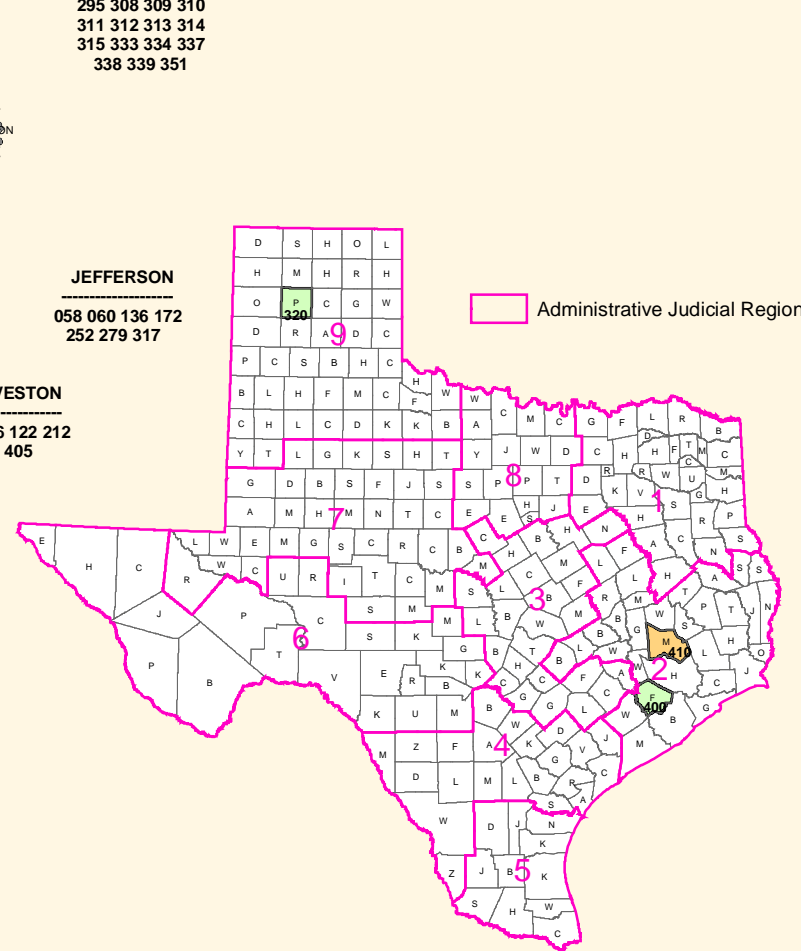 295 308 309 310
311 312 313 314
315 333 334 337
338 339 351
ON
JEFFERSON
--------------------
058 060 136 172
252 279 317
VESTON
------------
6 122 212
405
Administrative Judicial Region
D S H O L
H M H R H
O P C G W
320
9
D R A D C
P C S B H C
H
B L H F M C F W W
C M C G F L R B
C H L C D K K B A
Y T L G K S H T Y J W D C
8
G D B S F J S S P P T D
1
A M H M N T C E
7
L W E M G S C R C B
E H C R W C U R I T C M
3
J P C S M
6
P B T V S K M G
E R B K K
K U M
M 410
2
F 400
4
M Z F A
D L M L B
W D J N
K
Z J B K
5
S H W
C